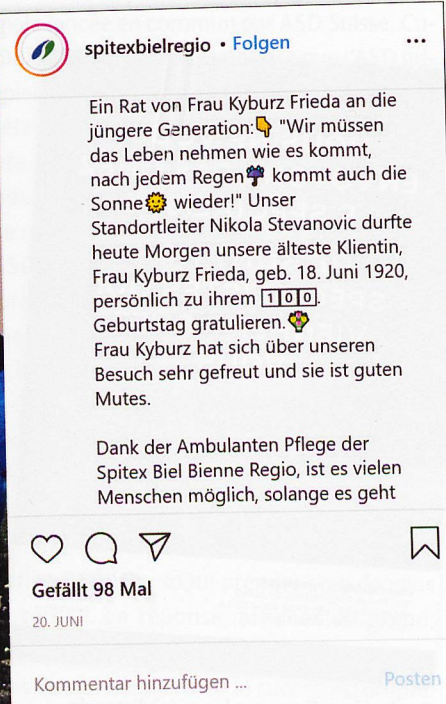 spitexbielregio • Folgen ...
Ein Rat von Frau Kyburz Frieda an die
jüngere Generation:👇 "Wir müssen
das Leben nehmen wie es kommt,
nach jedem Regen☔ kommt auch die
Sonne🌞 wieder!" Unser
Standortleiter Nikola Stevanovic durfte
heute Morgen unsere älteste Klientin,
Frau Kyburz Frieda, geb. 18. Juni 1920,
persönlich zu ihrem 1 0 0.
Geburtstag gratulieren.💐
Frau Kyburz hat sich über unseren
Besuch sehr gefreut und sie ist guten
Mutes.
Dank der Ambulanten Pflege der
Spitex Biel Bienne Regio, ist es vielen
Menschen möglich, solange es geht
Gefällt 98 Mal
20. JUNI
Kommentar hinzufügen ... Posten